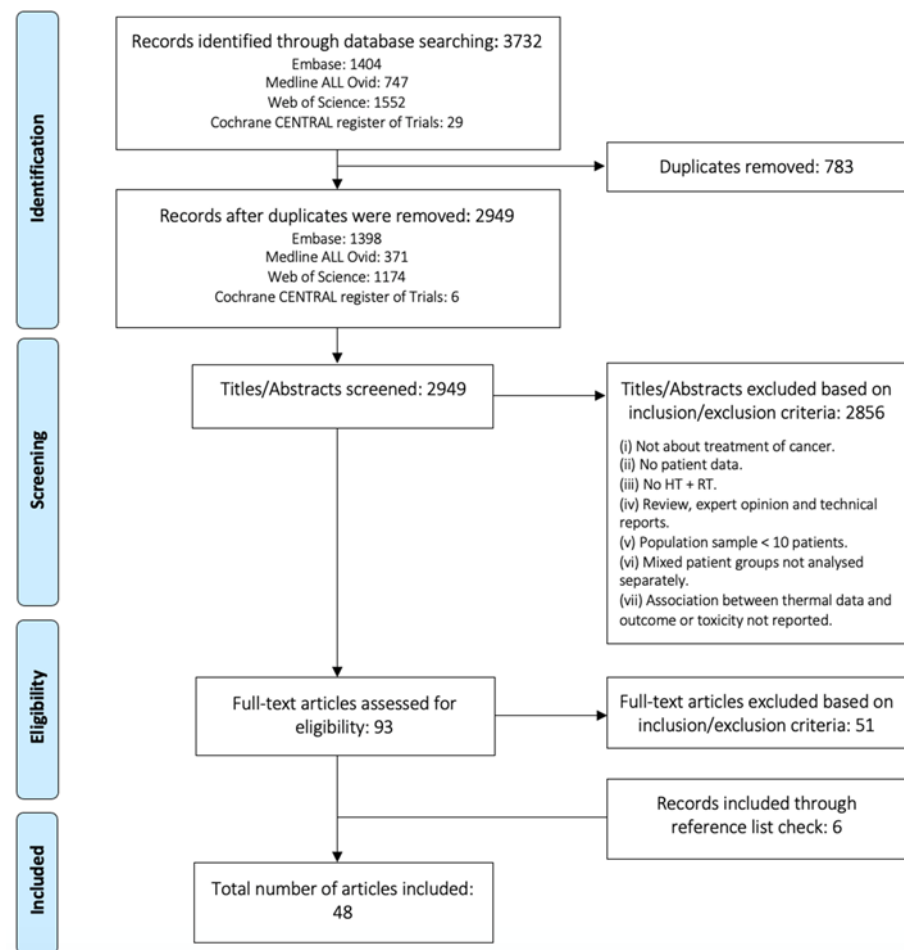 Identification
Records identified through database searching: 3732
Embase: 1404
Medline ALL Ovid: 747
Web of Science: 1552
Cochrane CENTRAL register of Trials: 29
Duplicates removed: 783
Records after duplicates were removed: 2949
Embase: 1398
Medline ALL Ovid: 371
Web of Science: 1174
Cochrane CENTRAL register of Trials: 6
Screening
Titles/Abstracts screened: 2949
Titles/Abstracts excluded based on
inclusion/exclusion criteria: 2856
(i) Not about treatment of cancer.
(ii) No patient data.
(iii) No HT + RT.
(iv) Review, expert opinion and technical
reports.
(v) Population sample < 10 patients.
(vi) Mixed patient groups not analysed
separately.
(vii) Association between thermal data and
outcome or toxicity not reported.
Eligibility
Full-text articles assessed for
eligibility: 93
Full-text articles excluded based on
inclusion/exclusion criteria: 51
Records included through
reference list check: 6
Included
Total number of articles included:
48